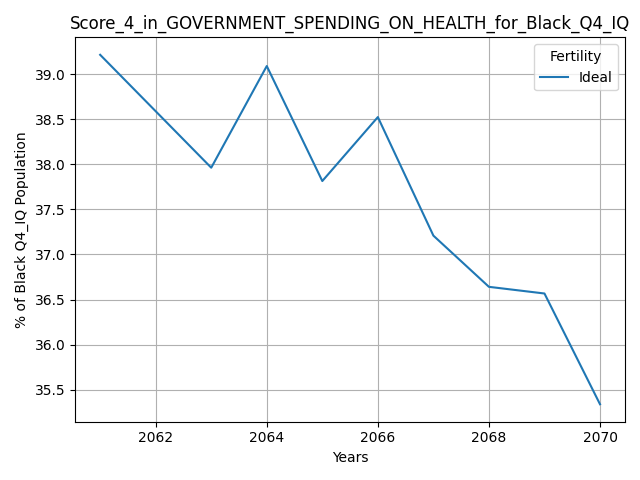 Score_4_in_GOVERNMENT_SPENDING_ON_HEALTH_for_Black_Q4_IQ
Fertility
Ideal
39.0
38.5
38.0
37.5
37.0
36.5
36.0
35.5
% of Black Q4_IQ Population
2062 2064 2066 2068 2070
Years